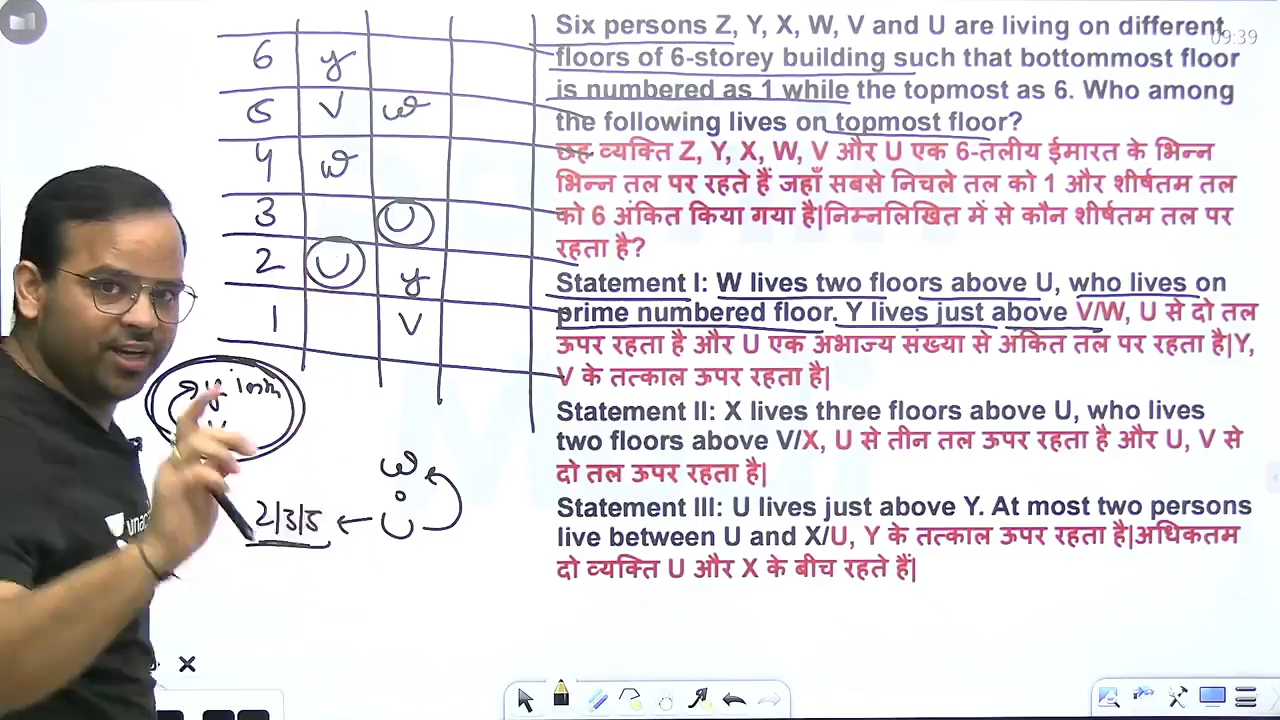 09:39
Six persons Z, Y, X, W, V and U are living on different
floors of 6-storey building such that bottommost floor
is numbered as 1 while the topmost as 6. Who among
the following lives on topmost floor?
छह व्यक्ति Z, Y, X, W, V और U एक 6-तलीय ईमारत के भिन्न
भिन्न तल पर रहते हैं जहाँ सबसे निचले तल को 1 और शीर्षतम तल
को 6 अंकित किया गया है|निम्नलिखित में से कौन शीर्षतम तल पर
रहता है?
Statement I: W lives two floors above U, who lives on
prime numbered floor. Y lives just above V/W, U से दो तल
ऊपर रहता है और U एक अभाज्य संख्या से अंकित तल पर रहता है|Y,
V के तत्काल ऊपर रहता है|
Statement II: X lives three floors above U, who lives
two floors above V/X, U से तीन तल ऊपर रहता है और U, V से
दो तल ऊपर रहता है|
Statement III: U lives just above Y. At most two persons
live between U and X/U, Y के तत्काल ऊपर रहता है|अधिकतम
दो व्यक्ति U और X के बीच रहते हैं|
6 y
5 V w
4 w
3 U
2 U y
1 V
y
w
2/3/5
U